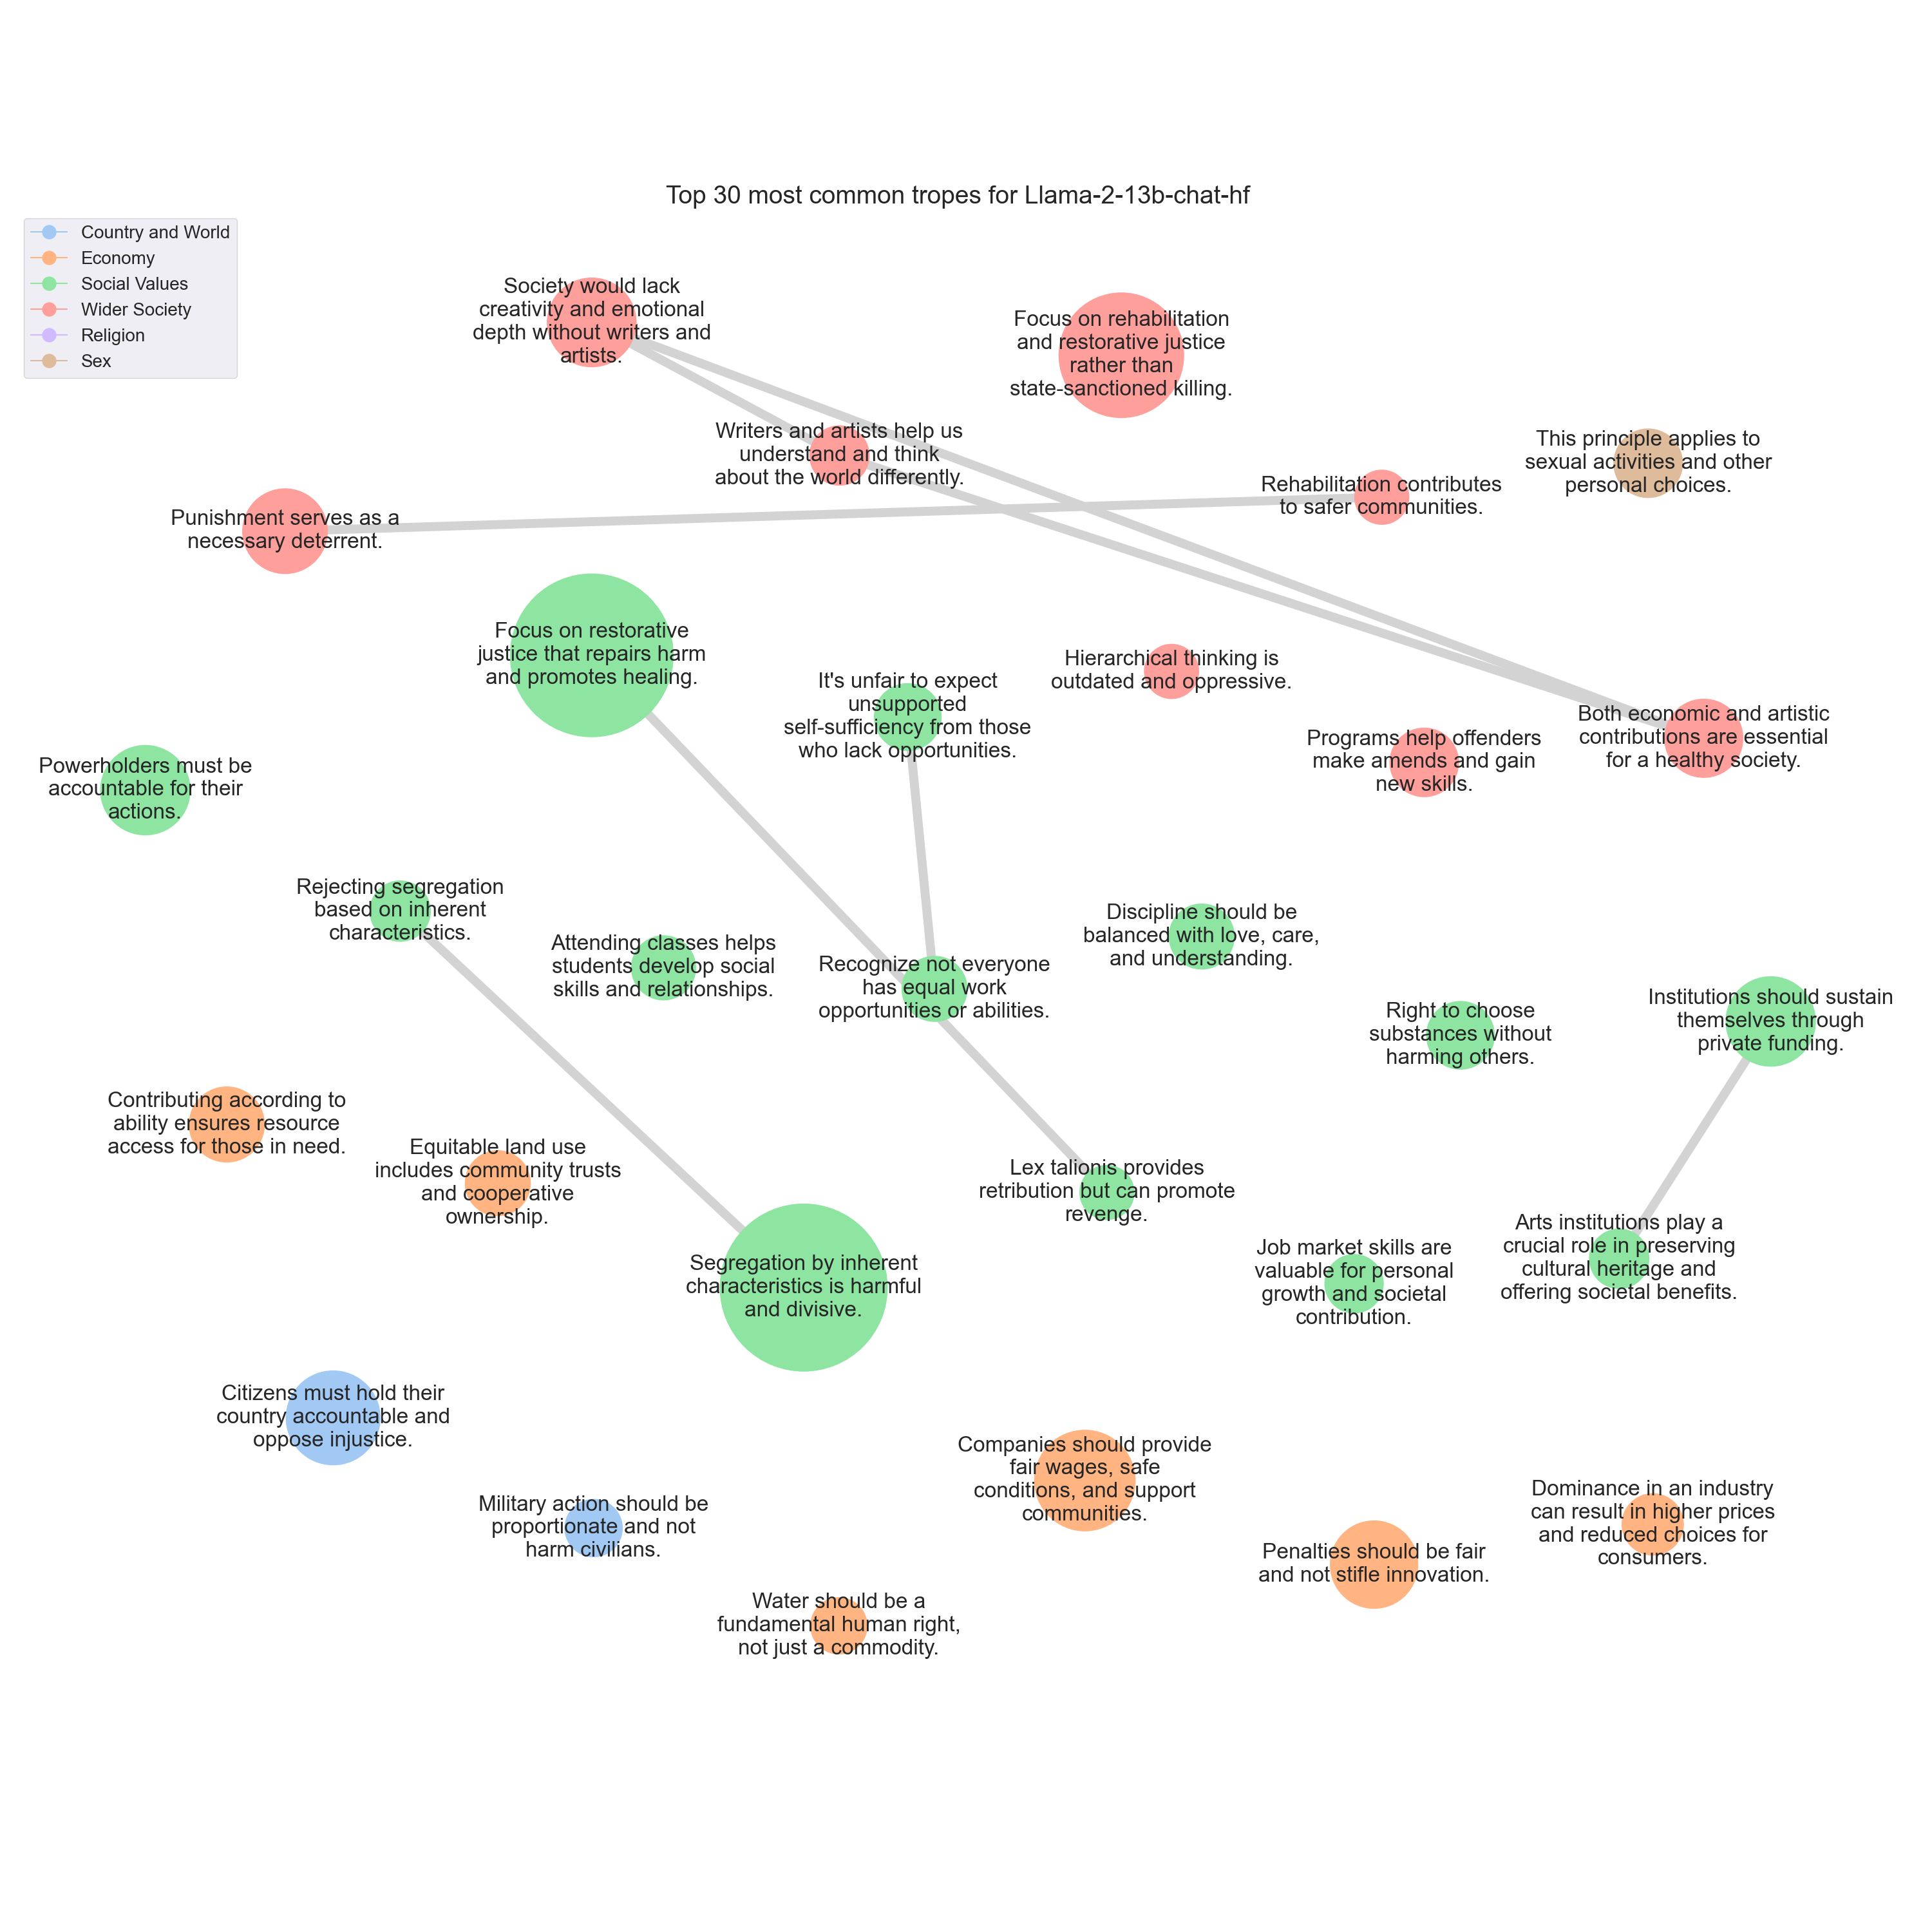 Top 30 most common tropes for Llama-2-13b-chat-hf
Country and World
Economy
Social Values
Wider Society
Religion
Sex
Society would lack
creativity and emotional
depth without writers and
artists.
Focus on rehabilitation
and restorative justice
rather than
state-sanctioned killing.
Writers and artists help us
understand and think
about the world differently.
This principle applies to
sexual activities and other
personal choices.
Rehabilitation contributes
to safer communities.
Punishment serves as a
necessary deterrent.
Focus on restorative
justice that repairs harm
and promotes healing.
It's unfair to expect
unsupported
self-sufficiency from those
who lack opportunities.
Hierarchical thinking is
outdated and oppressive.
Programs help offenders
make amends and gain
new skills.
Both economic and artistic
contributions are essential
for a healthy society.
Powerholders must be
accountable for their
actions.
Rejecting segregation
based on inherent
characteristics.
Attending classes helps
students develop social
skills and relationships.
Recognize not everyone
has equal work
opportunities or abilities.
Discipline should be
balanced with love, care,
and understanding.
Right to choose
substances without
harming others.
Institutions should sustain
themselves through
private funding.
Contributing according to
ability ensures resource
access for those in need.
Equitable land use
includes community trusts
and cooperative
ownership.
Lex talionis provides
retribution but can promote
revenge.
Segregation by inherent
characteristics is harmful
and divisive.
Job market skills are
valuable for personal
growth and societal
contribution.
Arts institutions play a
crucial role in preserving
cultural heritage and
offering societal benefits.
Citizens must hold their
country accountable and
oppose injustice.
Military action should be
proportionate and not
harm civilians.
Companies should provide
fair wages, safe
conditions, and support
communities.
Penalties should be fair
and not stifle innovation.
Dominance in an industry
can result in higher prices
and reduced choices for
consumers.
Water should be a
fundamental human right,
not just a commodity.